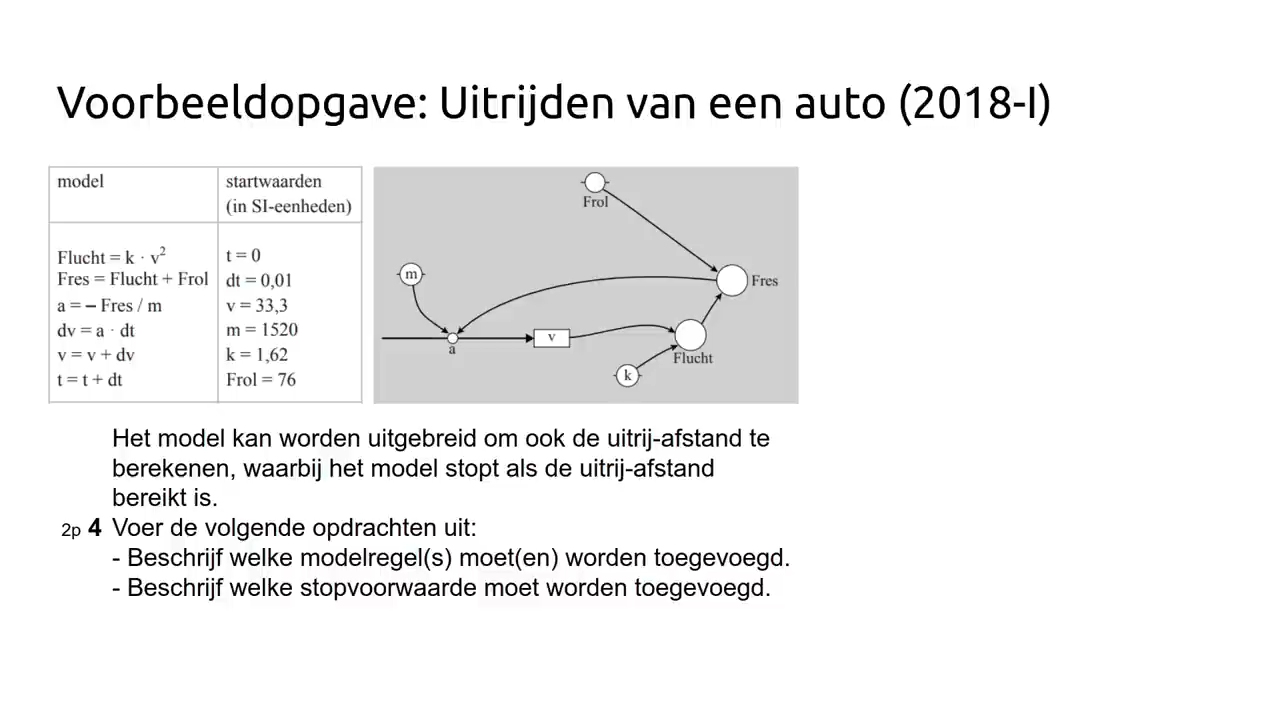 Voorbeeldopgave: Uitrijden van een auto (2018-I)
model
startwaarden
(in SI-eenheden)
Flucht = k · v²
Fres = Flucht + Frol
a = – Fres / m
dv = a · dt
v = v + dv
t = t + dt
t = 0
dt = 0,01
v = 33,3
m = 1520
k = 1,62
Frol = 76
Frol
m
Fres
v
a
Flucht
k
Het model kan worden uitgebreid om ook de uitrij-afstand te
berekenen, waarbij het model stopt als de uitrij-afstand
bereikt is.
2p 4 Voer de volgende opdrachten uit:
- Beschrijf welke modelregel(s) moet(en) worden toegevoegd.
- Beschrijf welke stopvoorwaarde moet worden toegevoegd.